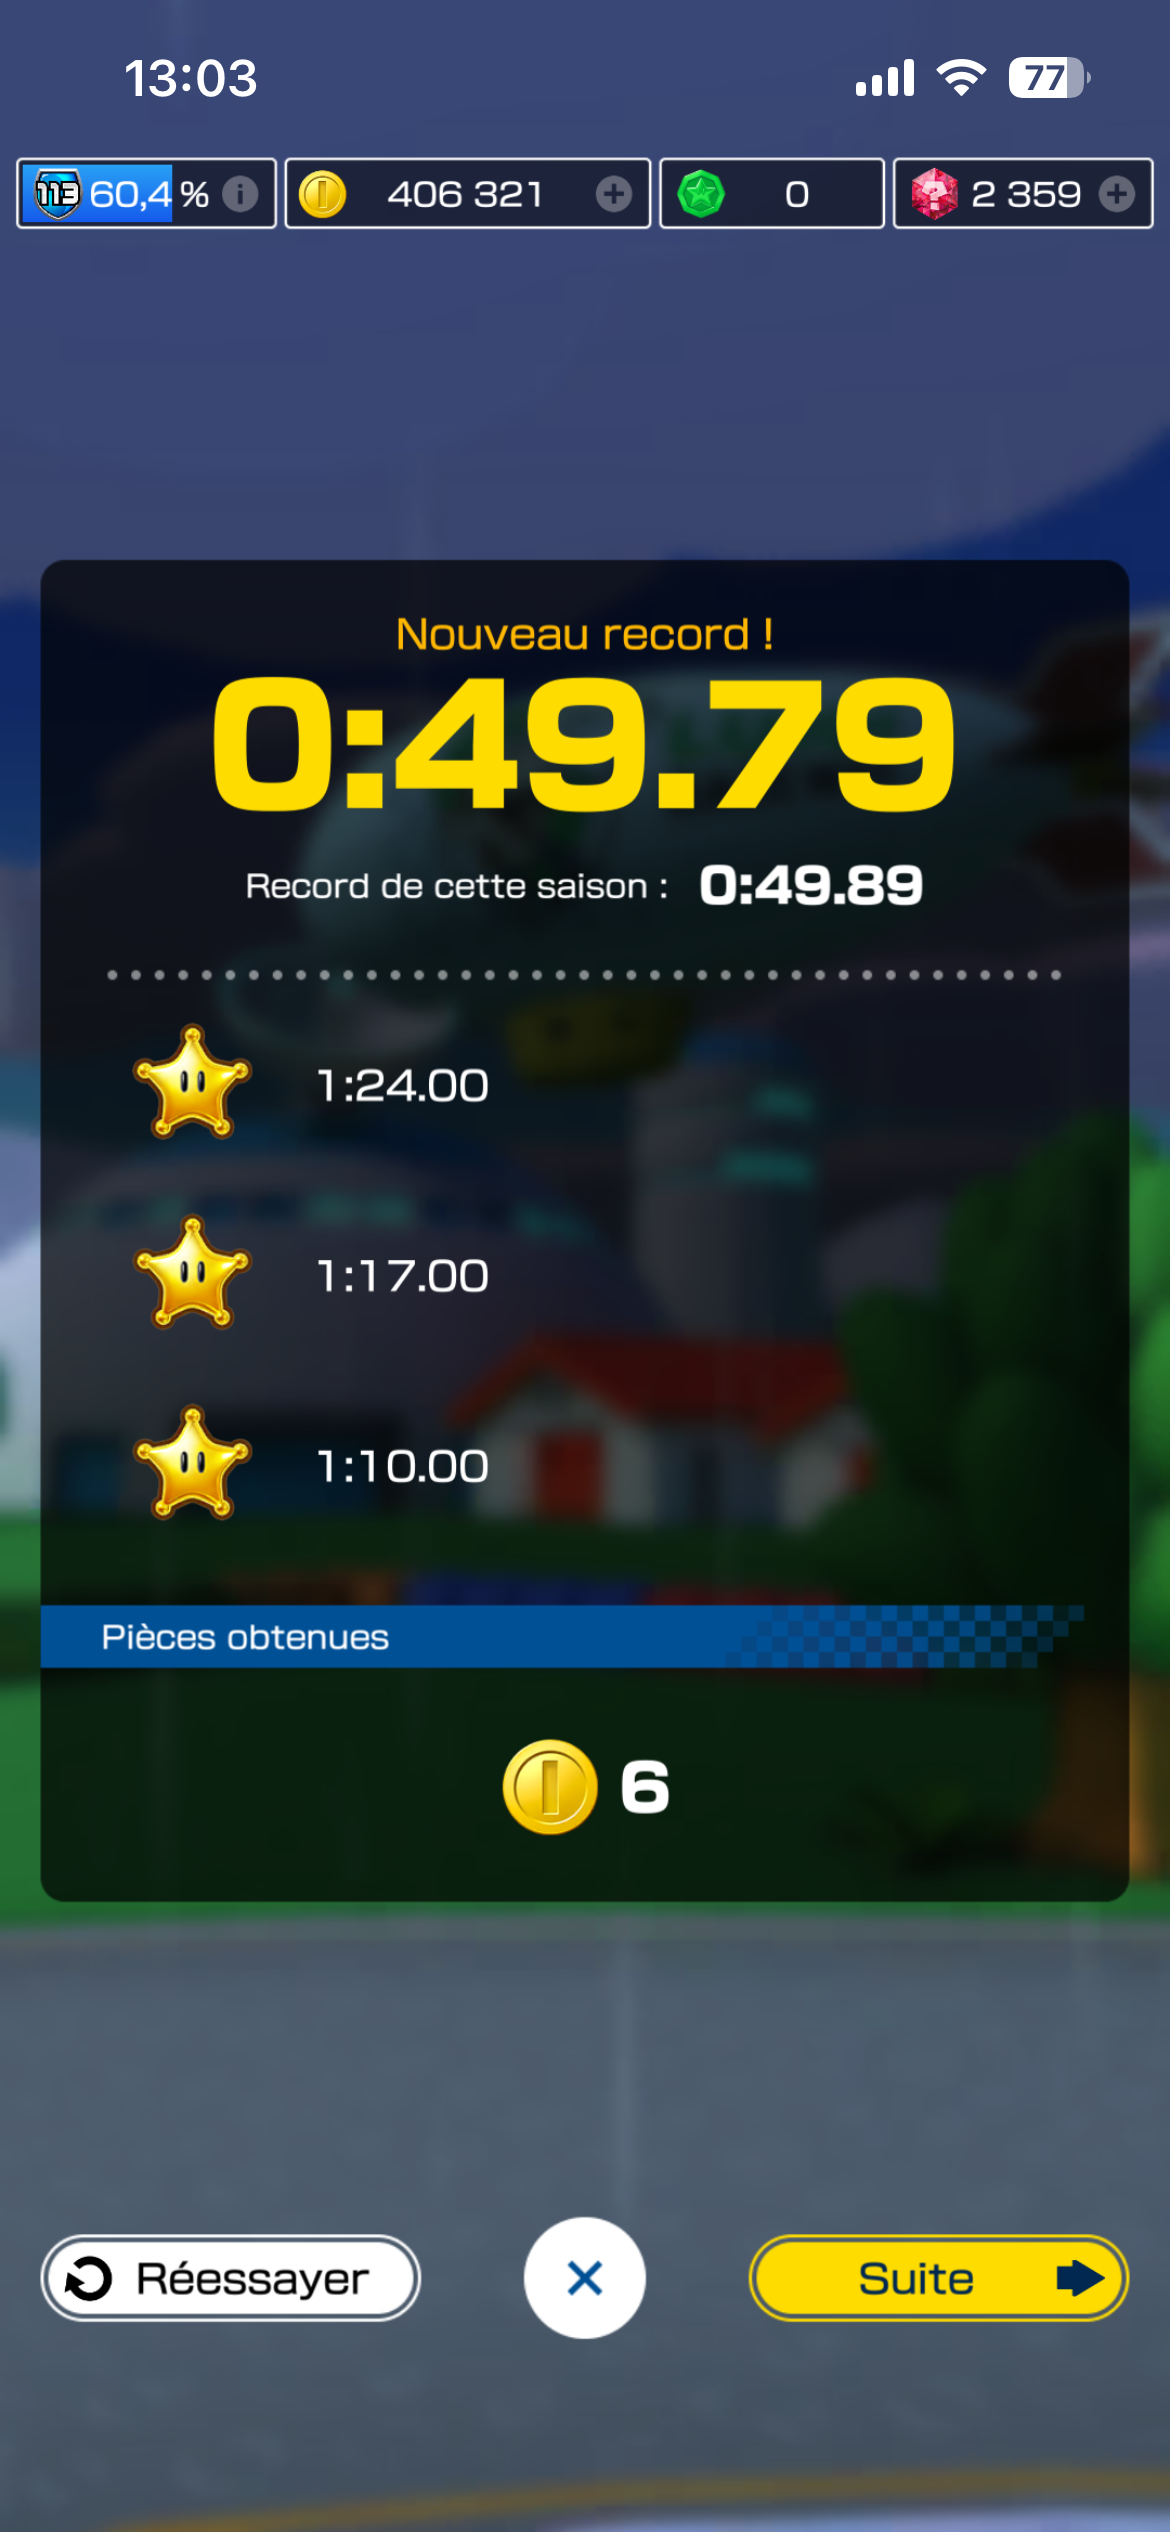 13:03 77
113 60,4 % i 406 321 + 0 2 359 +
Nouveau record !
0:49.79
Record de cette saison : 0:49.89
1:24.00
1:17.00
1:10.00
Pièces obtenues
6
Réessayer × Suite